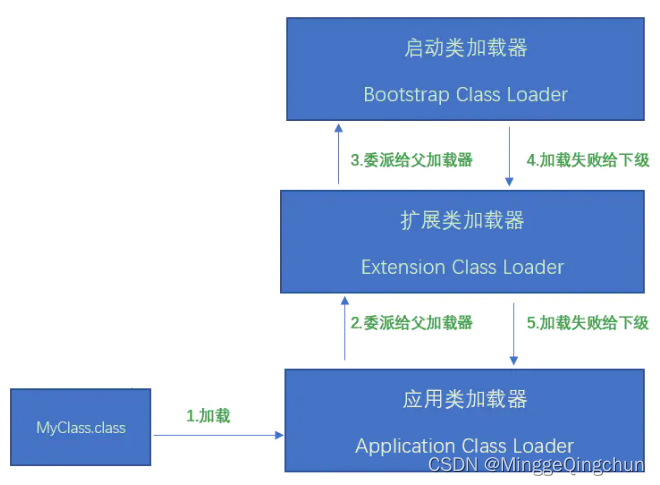 启动类加载器
Bootstrap Class Loader
3.委派给父加载器
4.加载失败给下级
扩展类加载器
Extension Class Loader
2.委派给父加载器
5.加载失败给下级
MyClass.class
1.加载
应用类加载器
Application Class Loader
CSDN @MinggeQingchun